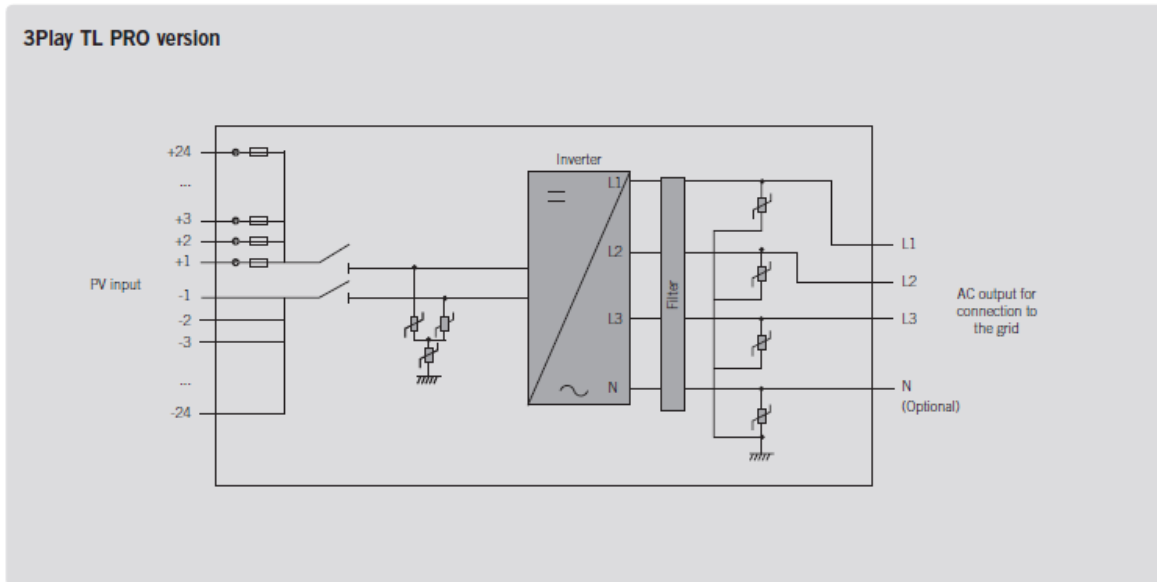 3Play TL PRO version
+24
...
+3
+2
+1
PV input
-1
-2
-3
...
-24
Inverter
L1
L2
L3
N
Filter
L1
L2
L3
N
(Optional)
AC output for
connection to
the grid